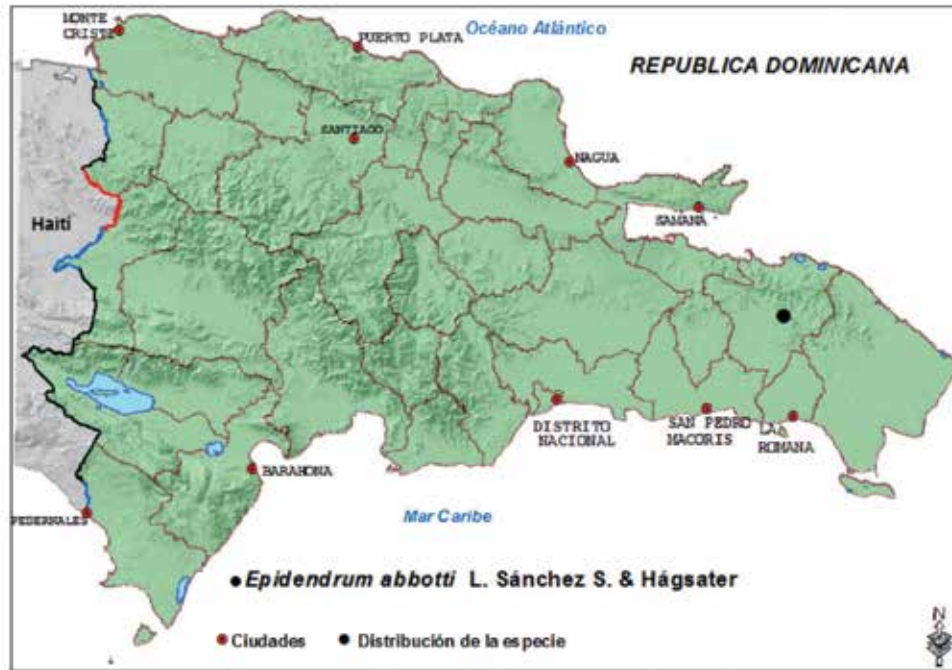 MONTE
CRISTI
PUERTO PLATA
Océano Atlántico
REPUBLICA DOMINICANA
SANTIAGO
NAGUA
SAMANA
Haití
DISTRITO
NACIONAL
SAN PEDRO
MACORIS
LA
ROMANA
BARAHONA
PEDERNALES
Mar Caribe
Epidendrum abbotti L. Sánchez S. & Hágsater
Ciudades
Distribución de la especie
N